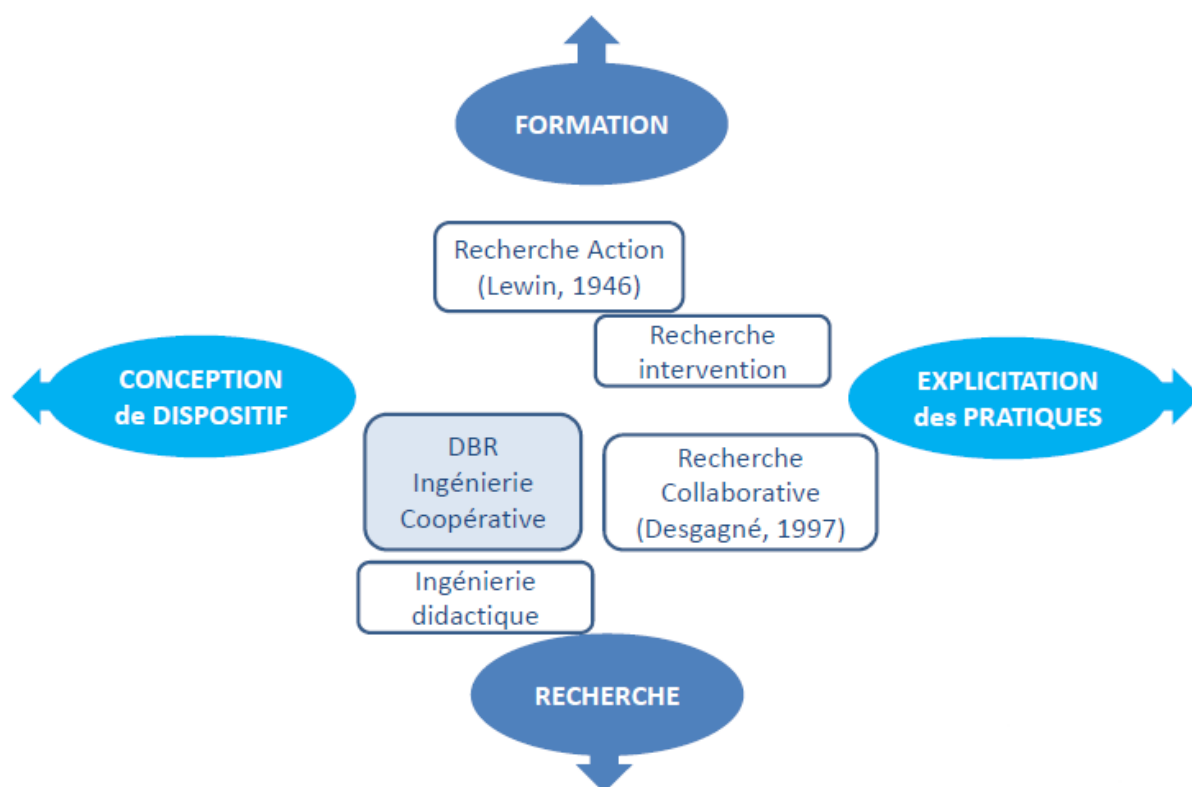 FORMATION
Recherche Action
(Lewin, 1946)
Recherche
intervention
CONCEPTION
de DISPOSITIF
EXPLICITATION
des PRATIQUES
DBR
Ingénierie
Coopérative
Recherche
Collaborative
(Desgagné, 1997)
Ingénierie
didactique
RECHERCHE